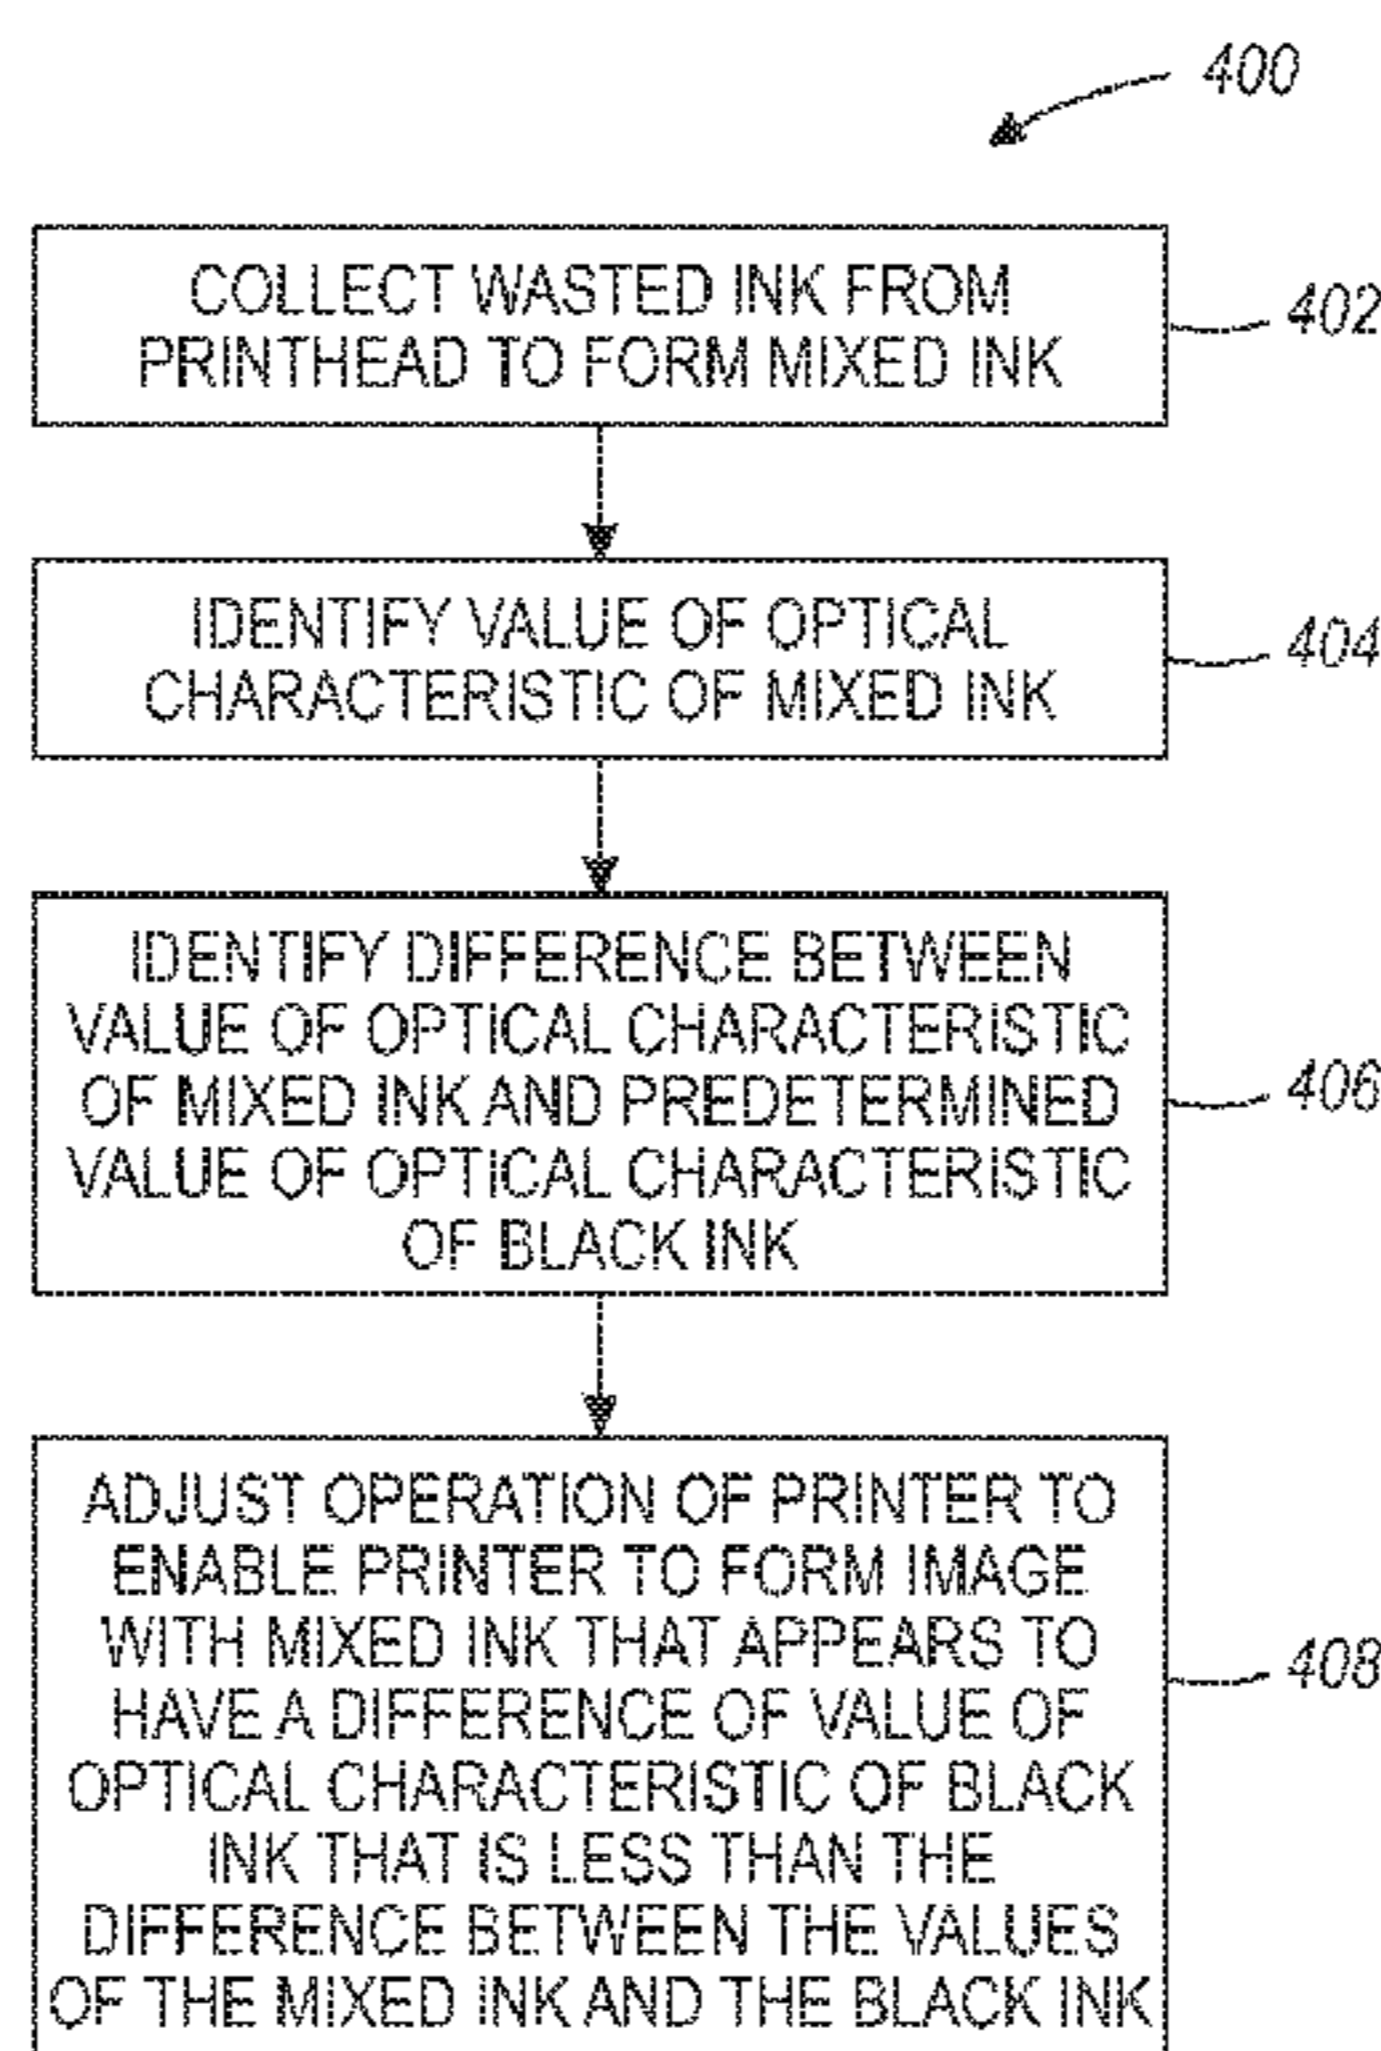 400
COLLECT WASTED INK FROM
PRINTHEAD TO FORM MIXED INK
402
IDENTIFY VALUE OF OPTICAL
CHARACTERISTIC OF MIXED INK
404
IDENTIFY DIFFERENCE BETWEEN
VALUE OF OPTICAL CHARACTERISTIC
OF MIXED INK AND PREDETERMINED
VALUE OF OPTICAL CHARACTERISTIC
OF BLACK INK
406
ADJUST OPERATION OF PRINTER TO
ENABLE PRINTER TO FORM IMAGE
WITH MIXED INK THAT APPEARS TO
HAVE A DIFFERENCE OF VALUE OF
OPTICAL CHARACTERISTIC OF BLACK
INK THAT IS LESS THAN THE
DIFFERENCE BETWEEN THE VALUES
OF THE MIXED INK AND THE BLACK INK
408